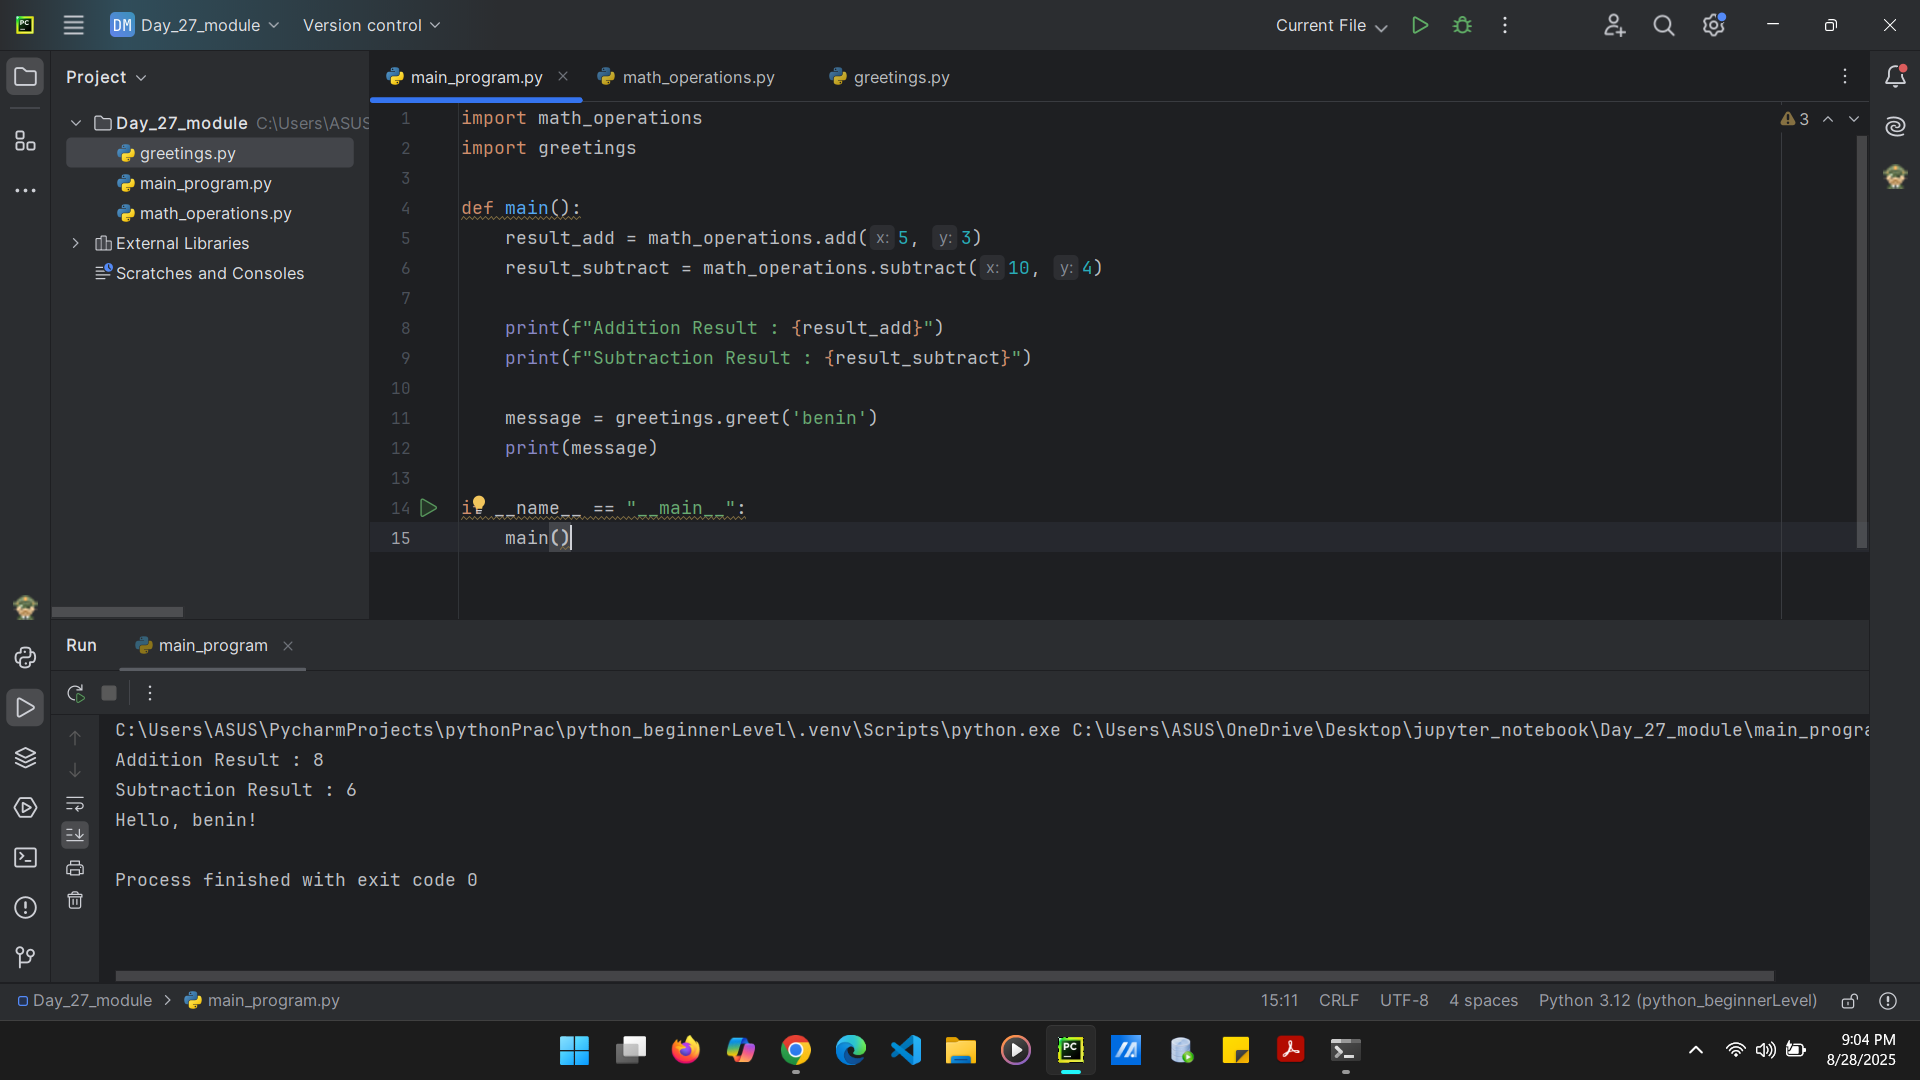 DM Day_27_module Version control Current File
Project
Day_27_module C:\Users\ASUS
greetings.py
main_program.py
math_operations.py
External Libraries
Scratches and Consoles
main_program.py math_operations.py greetings.py
1 import math_operations
2 import greetings
3
4 def main():
5 result_add = math_operations.add( x: 5, y: 3)
6 result_subtract = math_operations.subtract( x: 10, y: 4)
7
8 print(f"Addition Result : {result_add}")
9 print(f"Subtraction Result : {result_subtract}")
10
11 message = greetings.greet('benin')
12 print(message)
13
14 if __name__ == "__main__":
15 main()
3
Run main_program
C:\Users\ASUS\PycharmProjects\pythonPrac\python_beginnerLevel\.venv\Scripts\python.exe C:\Users\ASUS\OneDrive\Desktop\jupyter_notebook\Day_27_module\main_progra
Addition Result : 8
Subtraction Result : 6
Hello, benin!
Process finished with exit code 0
Day_27_module main_program.py 15:11 CRLF UTF-8 4 spaces Python 3.12 (python_beginnerLevel)
9:04 PM
8/28/2025